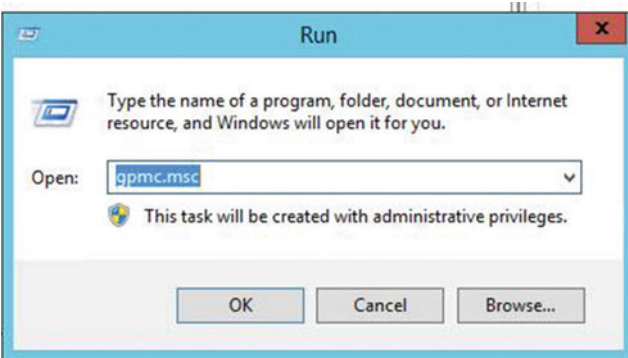 Run
x
Type the name of a program, folder, document, or Internet
resource, and Windows will open it for you.
Open:
gpmc.msc
This task will be created with administrative privileges.
OK
Cancel
Browse...